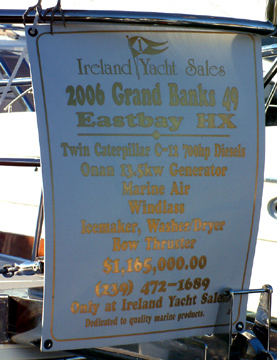 Ireland Yacht Sales
2006 Grand Banks 49
Eastbay HX
Twin Caterpillar C-12 700hp Diesels
Onan 13.5kw Generator
Marine Air
Windlass
Icemaker, Washer/Dryer
Bow Thruster
$1,165,000.00
(239) 472-1689
Only at Ireland Yacht Sales
Dedicated to quality marine products.